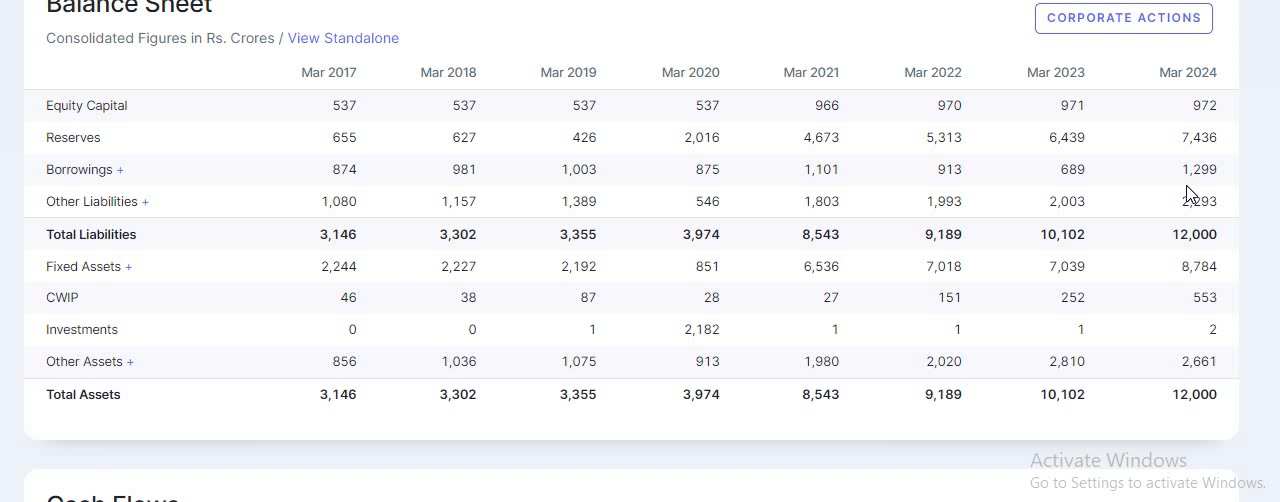 Balance Sheet
CORPORATE ACTIONS
Consolidated Figures in Rs. Crores / View Standalone
Mar 2017 Mar 2018 Mar 2019 Mar 2020 Mar 2021 Mar 2022 Mar 2023 Mar 2024
Equity Capital 537 537 537 537 966 970 971 972
Reserves 655 627 426 2,016 4,673 5,313 6,439 7,436
Borrowings + 874 981 1,003 875 1,101 913 689 1,299
Other Liabilities + 1,080 1,157 1,389 546 1,803 1,993 2,003 2,293
Total Liabilities 3,146 3,302 3,355 3,974 8,543 9,189 10,102 12,000
Fixed Assets + 2,244 2,227 2,192 851 6,536 7,018 7,039 8,784
CWIP 46 38 87 28 27 151 252 553
Investments 0 0 1 2,182 1 1 1 2
Other Assets + 856 1,036 1,075 913 1,980 2,020 2,810 2,661
Total Assets 3,146 3,302 3,355 3,974 8,543 9,189 10,102 12,000
Activate Windows
Go to Settings to activate Windows.
Cash Flows